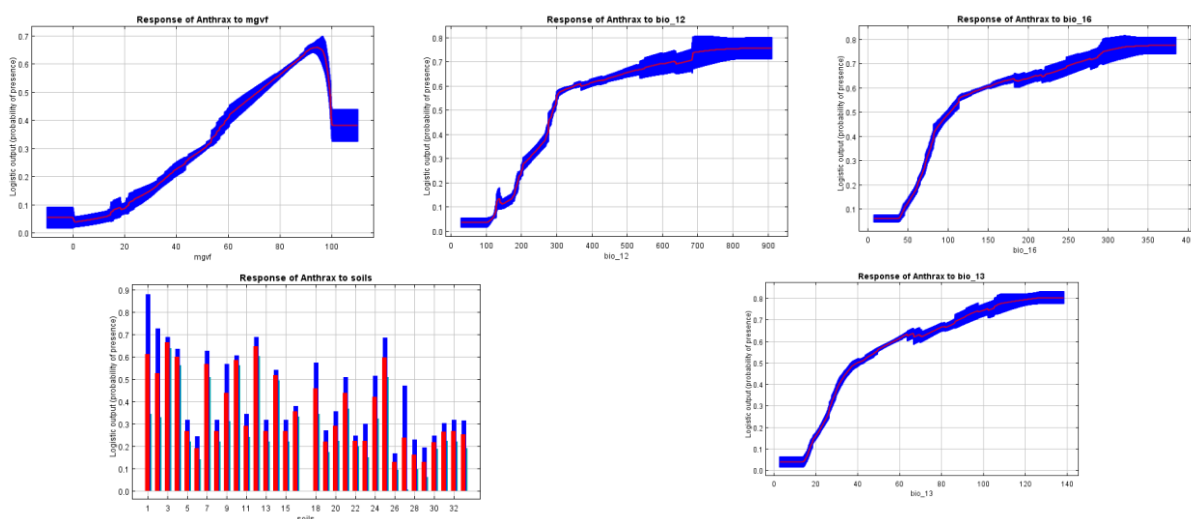 Response of Anthrax to mgvf
Logistic output (probability of presence)
0.7
0.6
0.5
0.4
0.3
0.2
0.1
0.0
0 20 40 60 80 100
mgvf
Response of Anthrax to bio_12
Logistic output (probability of presence)
0.8
0.7
0.6
0.5
0.4
0.3
0.2
0.1
0.0
0 100 200 300 400 500 600 700 800 900
bio_12
Response of Anthrax to bio_16
Logistic output (probability of presence)
0.8
0.7
0.6
0.5
0.4
0.3
0.2
0.1
0 50 100 150 200 250 300 350
bio_16
Response of Anthrax to soils
Logistic output (probability of presence)
0.9
0.8
0.7
0.6
0.5
0.4
0.3
0.2
0.1
0.0
1 3 5 7 9 11 13 15 18 20 22 24 26 28 30 32
soils
Response of Anthrax to bio_13
Logistic output (probability of presence)
0.8
0.7
0.6
0.5
0.4
0.3
0.2
0.1
0.0
0 20 40 60 80 100 120 140
bio_13